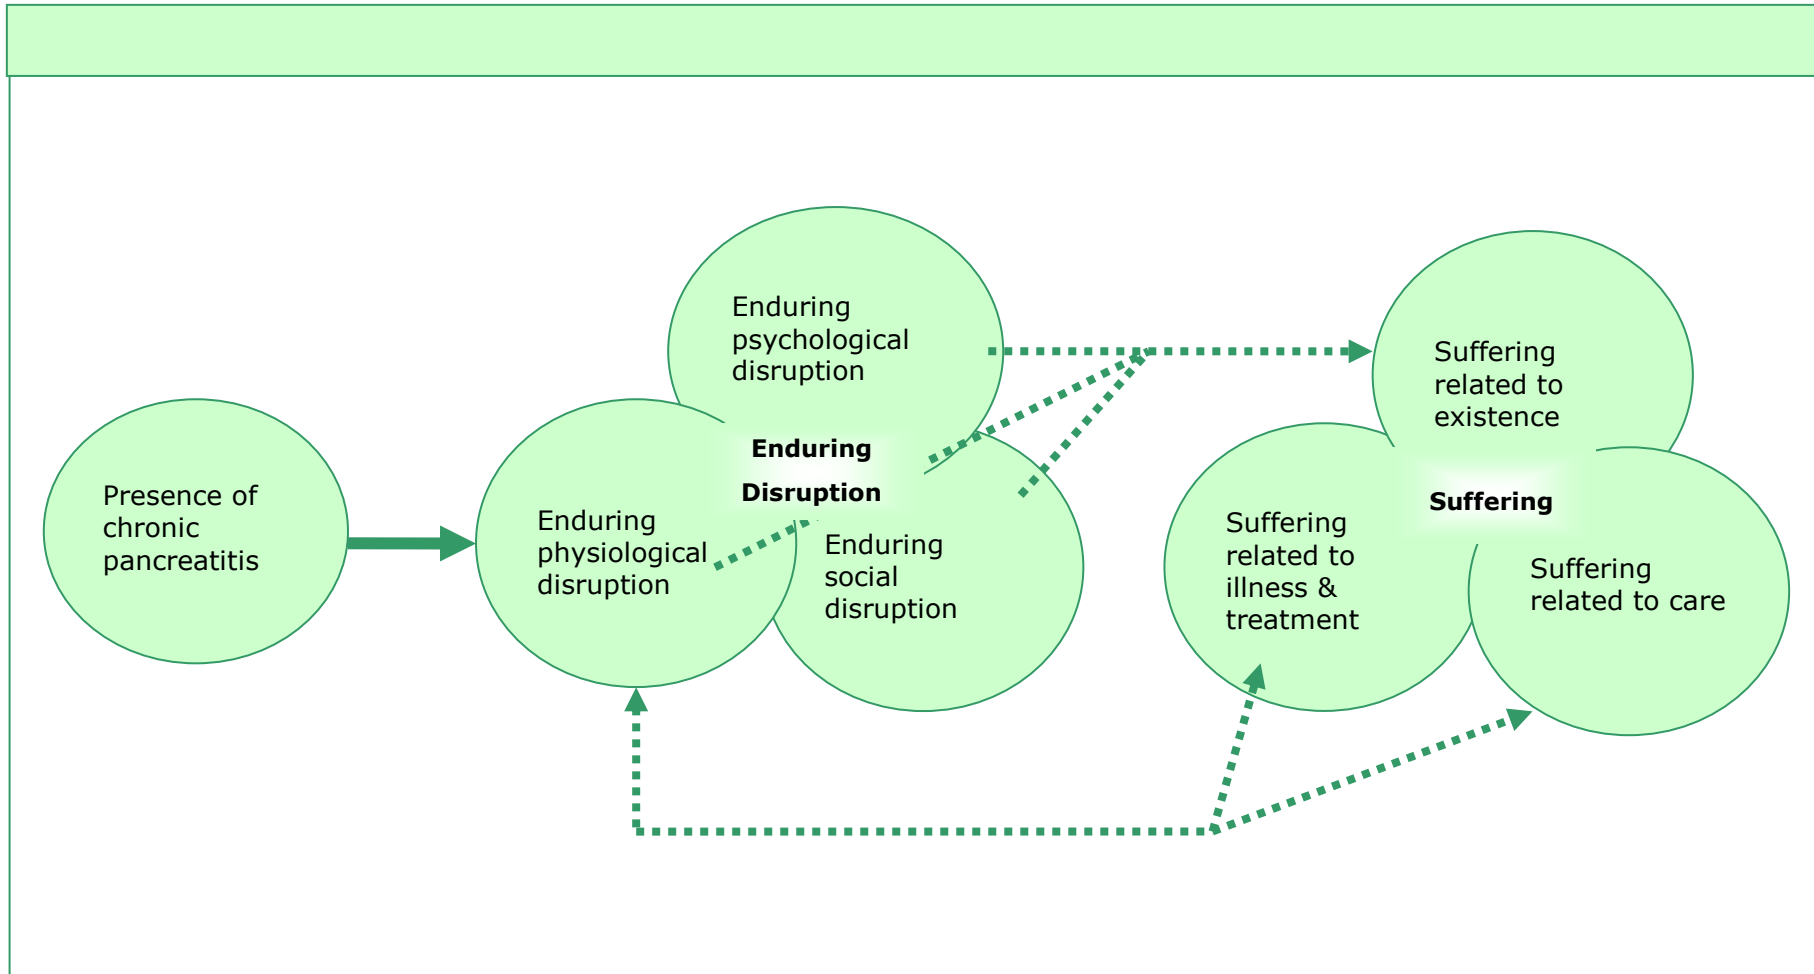 Presence of
chronic
pancreatitis
Enduring
psychological
disruption
Enduring
Disruption
Enduring
physiological
disruption
Enduring
social
disruption
Suffering
related to
existence
Suffering
Suffering
related to
illness &
treatment
Suffering
related to care